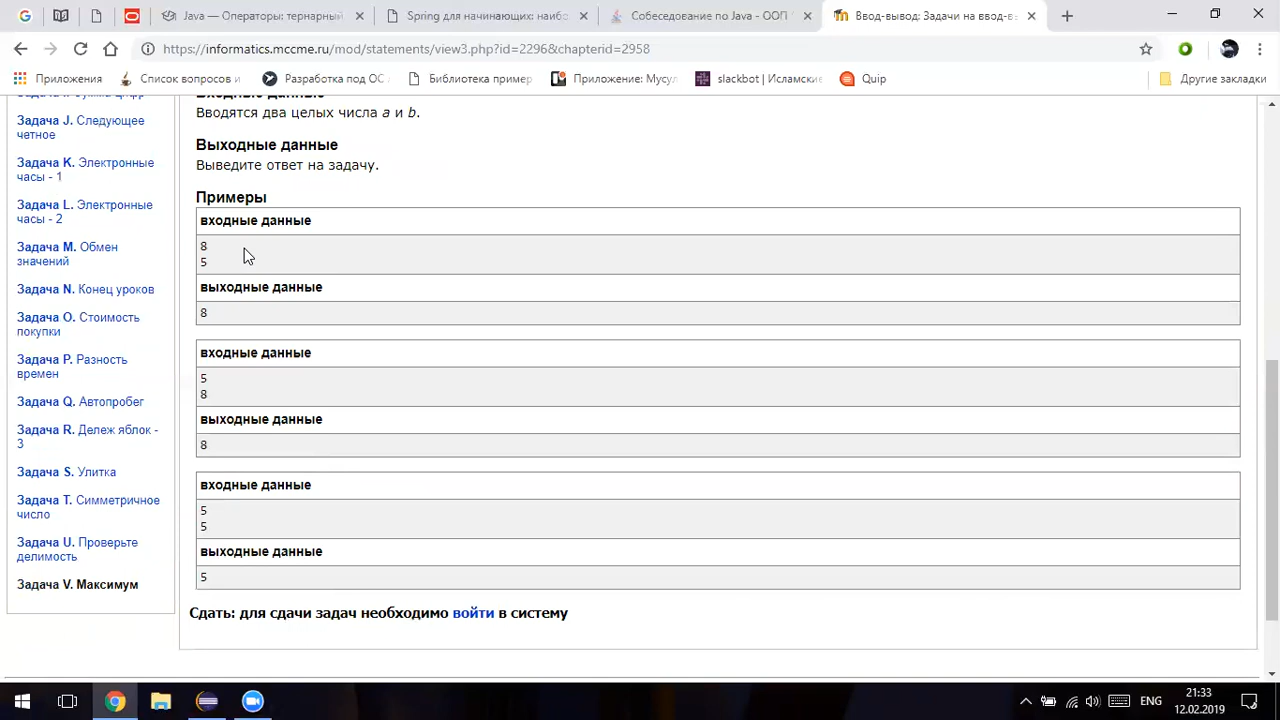 Java — Операторы: тернарный
Spring для начинающих: наиб
Собеседование по Java - ООП
Ввод-вывод: Задачи на ввод-в
https://informatics.mccme.ru/mod/statements/view3.php?id=2296&chapterid=2958
Приложения
Список вопросов и
Разработка под ОС
Библиотека пример
Приложение: Мусул
Slackbot | Исламские
Quip
Другие закладки
Задача J. Следующее
четное
Задача K. Электронные
часы - 1
Задача L. Электронные
часы - 2
Задача M. Обмен
значений
Задача N. Конец уроков
Задача O. Стоимость
покупки
Задача P. Разность
времен
Задача Q. Автопробег
Задача R. Дележ яблок -
3
Задача S. Улитка
Задача T. Симметричное
число
Задача U. Проверьте
делимость
Задача V. Максимум
Входные данные
Вводятся два целых числа a и b.
Выходные данные
Выведите ответ на задачу.
Примеры
входные данные
8
5
выходные данные
8
входные данные
5
8
выходные данные
8
входные данные
5
5
выходные данные
5
Сдать: для сдачи задач необходимо войти в систему
ENG
21:33
12.02.2019